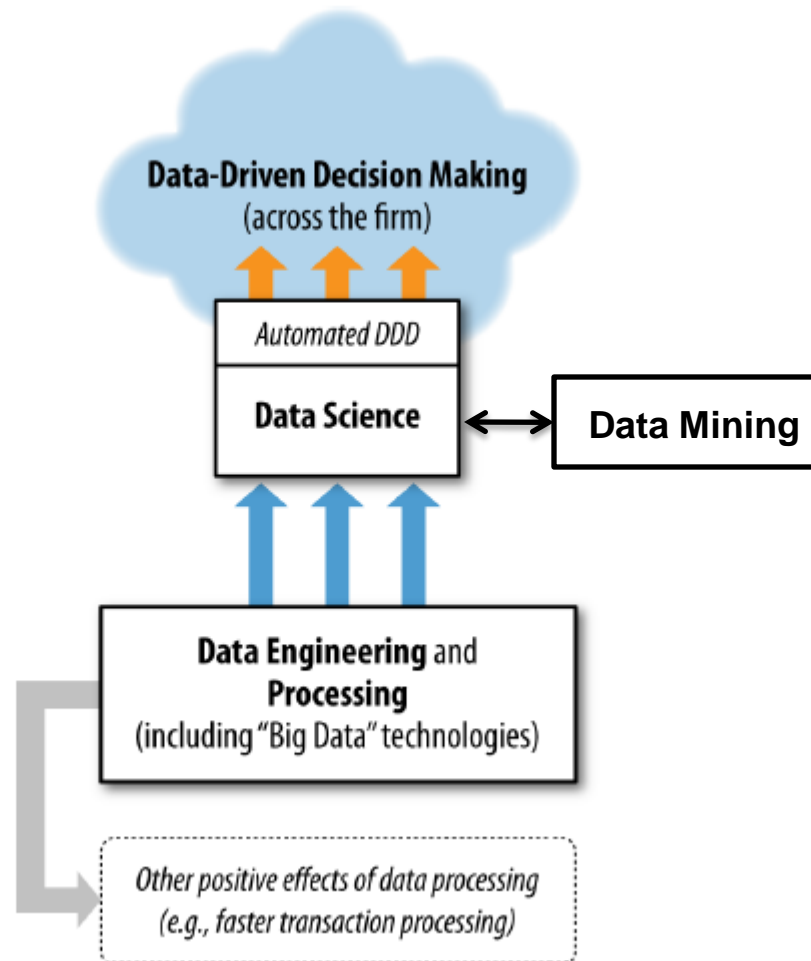 Data-Driven Decision Making
(across the firm)
Automated DDD
Data Science
Data Mining
Data Engineering and
Processing
(including “Big Data” technologies)
Other positive effects of data processing
(e.g., faster transaction processing)